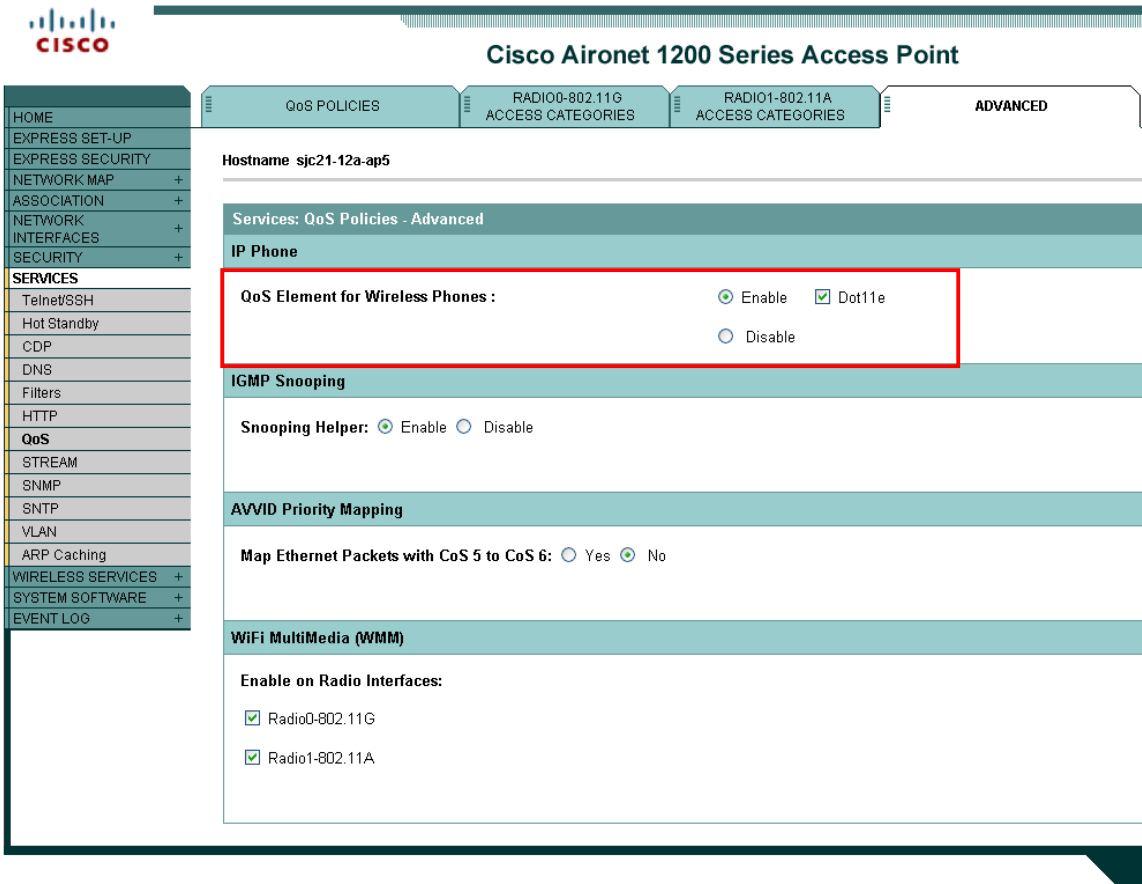 CISCO
Cisco Aironet 1200 Series Access Point
QoS POLICIES
RADIO0-802.11G
ACCESS CATEGORIES
RADIO1-802.11A
ACCESS CATEGORIES
ADVANCED
HOME
EXPRESS SET-UP
EXPRESS SECURITY
NETWORK MAP +
ASSOCIATION +
NETWORK
INTERFACES +
SECURITY +
SERVICES
Telnet/SSH
Hot Standby
CDP
DNS
Filters
HTTP
QoS
STREAM
SNMP
SNTP
VLAN
ARP Caching
WIRELESS SERVICES +
SYSTEM SOFTWARE +
EVENT LOG +
Hostname sjc21-12a-ap5
Services: QoS Policies - Advanced
IP Phone
QoS Element for Wireless Phones : Enable Dot11e
Disable
IGMP Snooping
Snooping Helper: Enable Disable
AVVID Priority Mapping
Map Ethernet Packets with CoS 5 to CoS 6: Yes No
WiFi MultiMedia (WMM)
Enable on Radio Interfaces:
Radio0-802.11G
Radio1-802.11A